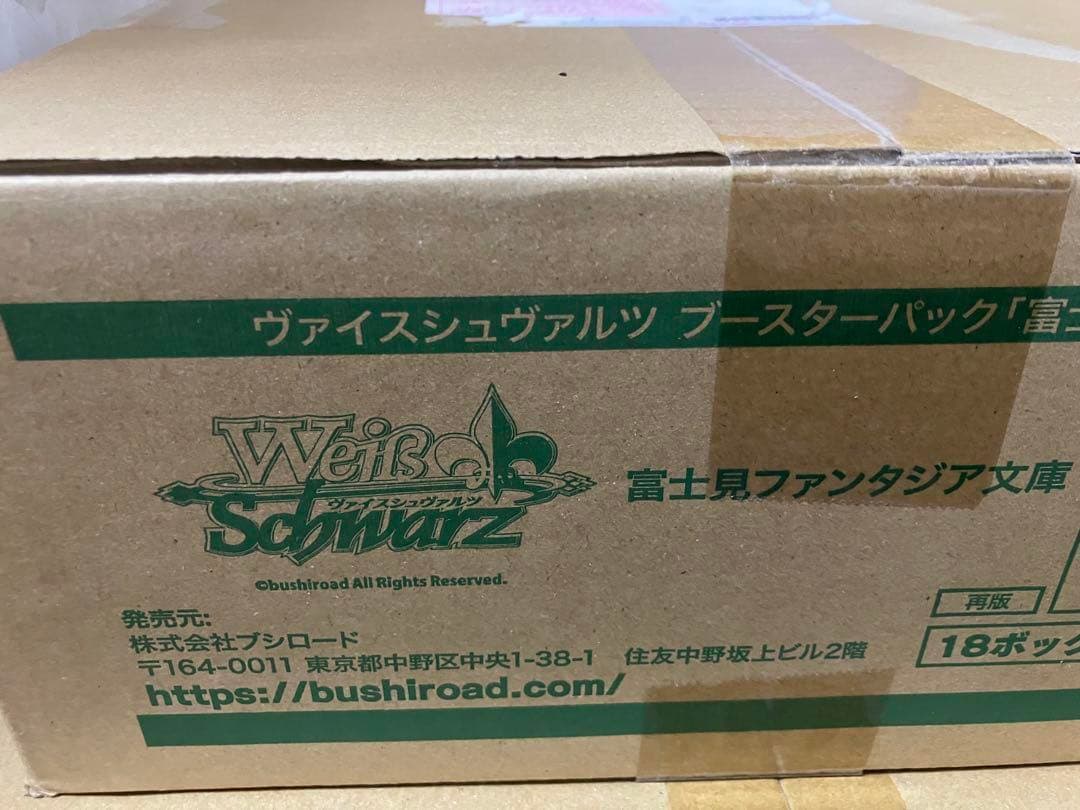 ヴァイスシュヴァルツ ブースターパック「富士
Weiß
ヴァイスシュヴァルツ
Schwarz
富士見ファンタジア文庫
©bushiroad All Rights Reserved.
発売元:
株式会社ブシロード
〒164-0011 東京都中野区中央1-38-1 住友中野坂上ビル2階
https://bushiroad.com/
再版
18ボック